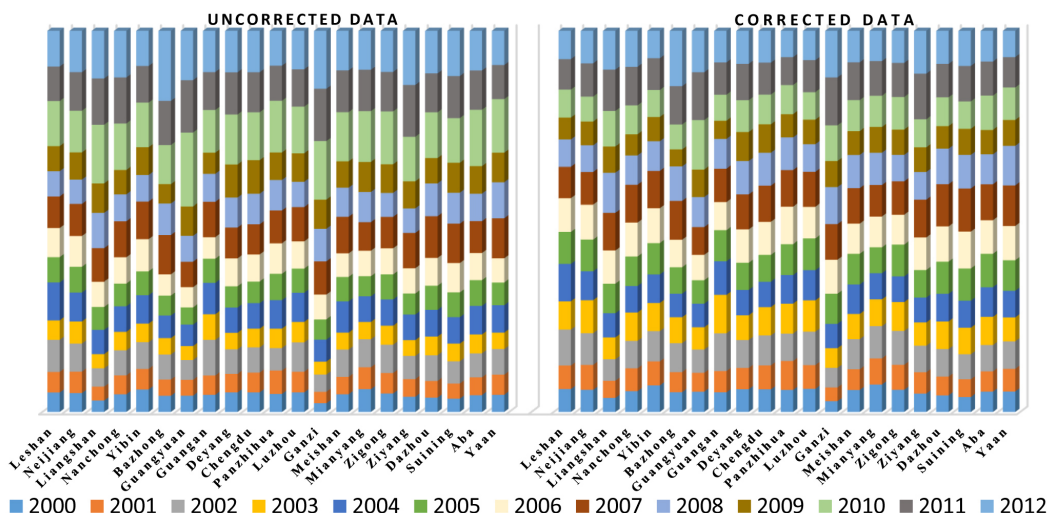 UNCORRECTED DATA
CORRECTED DATA
Leshan
Neijiang
Liangshan
Nanchong
Yibin
Bazhong
Guangyuan
Guangan
Deyang
Chengdu
Panzhihua
Luzhou
Ganzi
Meishan
Mianyang
Zigong
Ziyang
Dazhou
Suining
Aba
Yaan
Leshan
Neijiang
Liangshan
Nanchong
Yibin
Bazhong
Guangyuan
Guangan
Deyang
Chengdu
Panzhihua
Luzhou
Ganzi
Meishan
Mianyang
Zigong
Ziyang
Dazhou
Suining
Aba
Yaan
2000 2001 2002 2003 2004 2005 2006 2007 2008 2009 2010 2011 2012